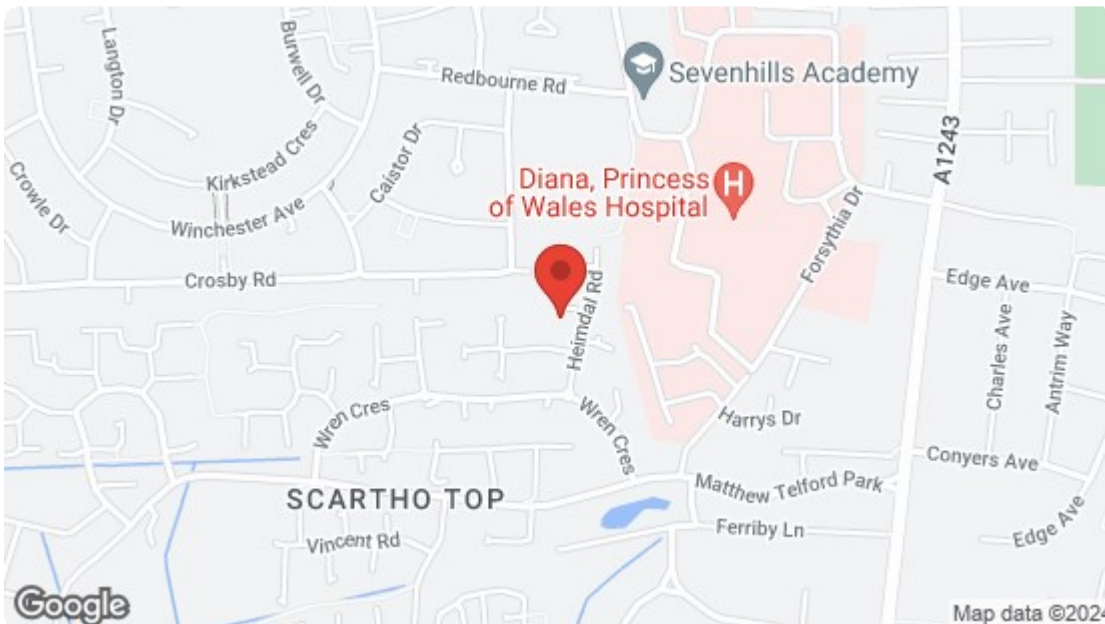 Langton Dr
Burwell Dr
Redbourne Rd
Sevenhills Academy
A1243
Kirkstead Cres
Caistor Dr
Diana, Princess
of Wales Hospital
H
Crowle Dr
Winchester Ave
Forsythia Dr
Crosby Rd
Edge Ave
Heimdal Rd
Charles Ave
Antrim Way
Wren Cres
Wren Cres
Harrys Dr
Conyers Ave
Matthew Telford Park
SCARTHO TOP
Ferriby Ln
Edge Ave
Vincent Rd
Google
Map data ©2024